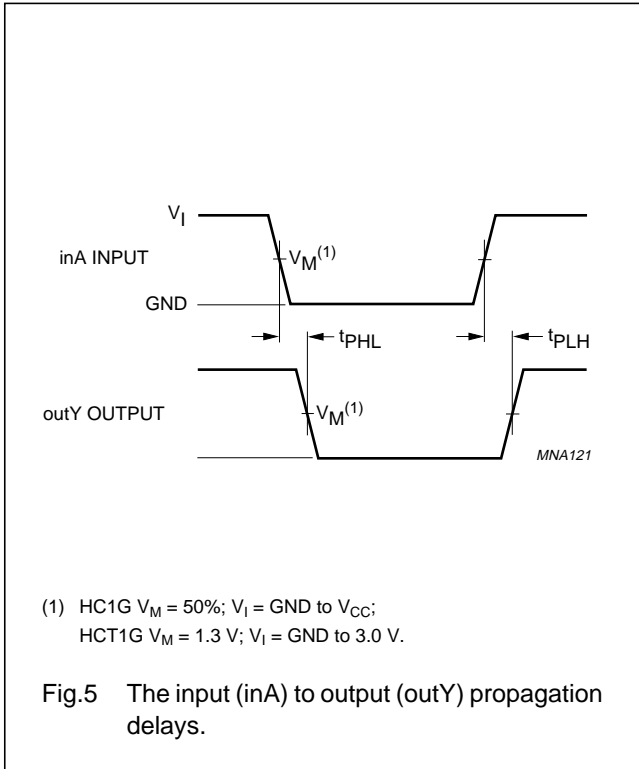 V_I
inA INPUT
V_M(1)
GND
t_PHL
t_PLH
outY OUTPUT
V_M(1)
MNA121
(1) HC1G V_M = 50%; V_I = GND to V_CC;
HCT1G V_M = 1.3 V; V_I = GND to 3.0 V.
Fig.5 The input (inA) to output (outY) propagation
delays.